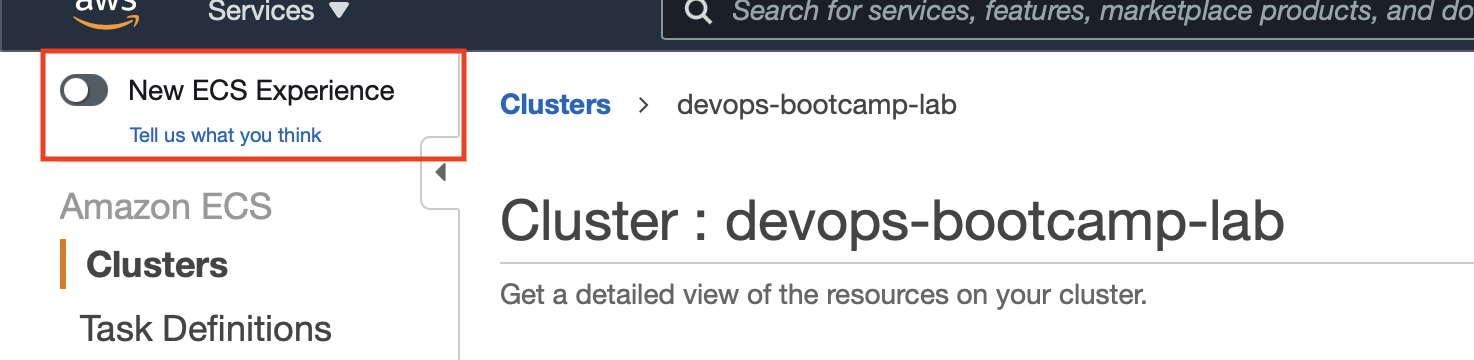 aws
Services
Search for services, features, marketplace products, and do
New ECS Experience
Tell us what you think
Clusters > devops-bootcamp-lab
Amazon ECS
Cluster : devops-bootcamp-lab
Clusters
Get a detailed view of the resources on your cluster.
Task Definitions